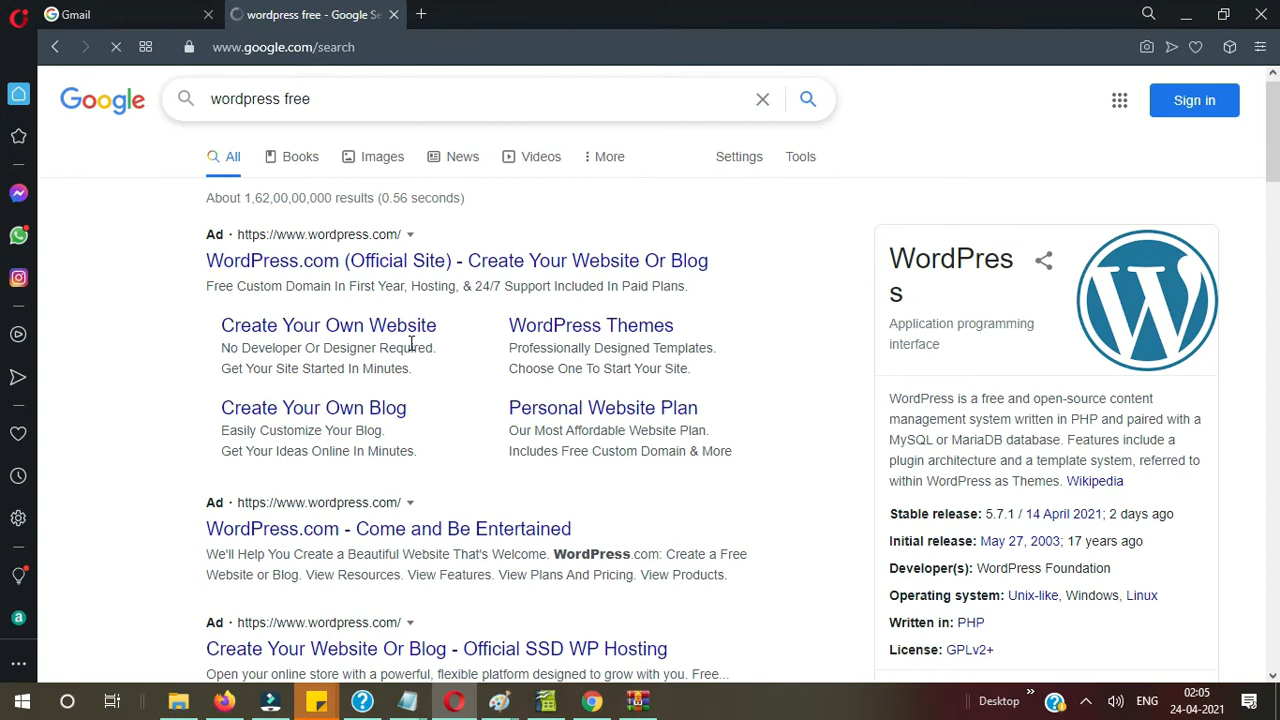 Gmail
wordpress free - Google Se
www.google.com/search
Google
wordpress free
Sign in
All
Books
Images
News
Videos
More
Settings
Tools
About 1,62,00,00,000 results (0.56 seconds)
Ad · https://www.wordpress.com/
WordPress.com (Official Site) - Create Your Website Or Blog
Free Custom Domain In First Year, Hosting, & 24/7 Support Included In Paid Plans.
Create Your Own Website
No Developer Or Designer Required.
Get Your Site Started In Minutes.
WordPress Themes
Professionally Designed Templates.
Choose One To Start Your Site.
Create Your Own Blog
Easily Customize Your Blog.
Get Your Ideas Online In Minutes.
Personal Website Plan
Our Most Affordable Website Plan.
Includes Free Custom Domain & More
Ad · https://www.wordpress.com/
WordPress.com - Come and Be Entertained
We'll Help You Create a Beautiful Website That's Welcome. WordPress.com: Create a Free
Website or Blog. View Resources. View Features. View Plans And Pricing. View Products.
Ad · https://www.wordpress.com/
Create Your Website Or Blog - Official SSD WP Hosting
Open your online store with a powerful, flexible platform designed to grow with you. Free...
WordPres
s
Application programming
interface
WordPress is a free and open-source content
management system written in PHP and paired with a
MySQL or MariaDB database. Features include a
plugin architecture and a template system, referred to
within WordPress as Themes. Wikipedia
Stable release: 5.7.1 / 14 April 2021; 2 days ago
Initial release: May 27, 2003; 17 years ago
Developer(s): WordPress Foundation
Operating system: Unix-like, Windows, Linux
Written in: PHP
License: GPLv2+
Desktop
ENG
02:05
24-04-2021